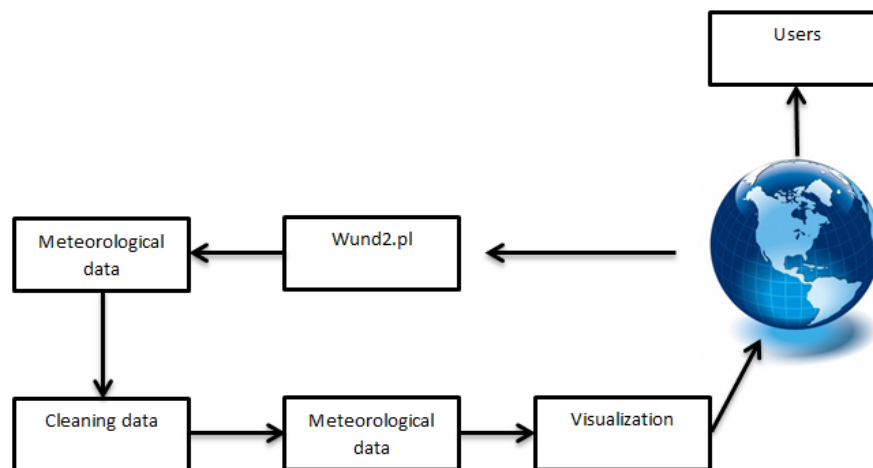 Users
Meteorological
data
Wund2.pl
Cleaning data
Meteorological
data
Visualization